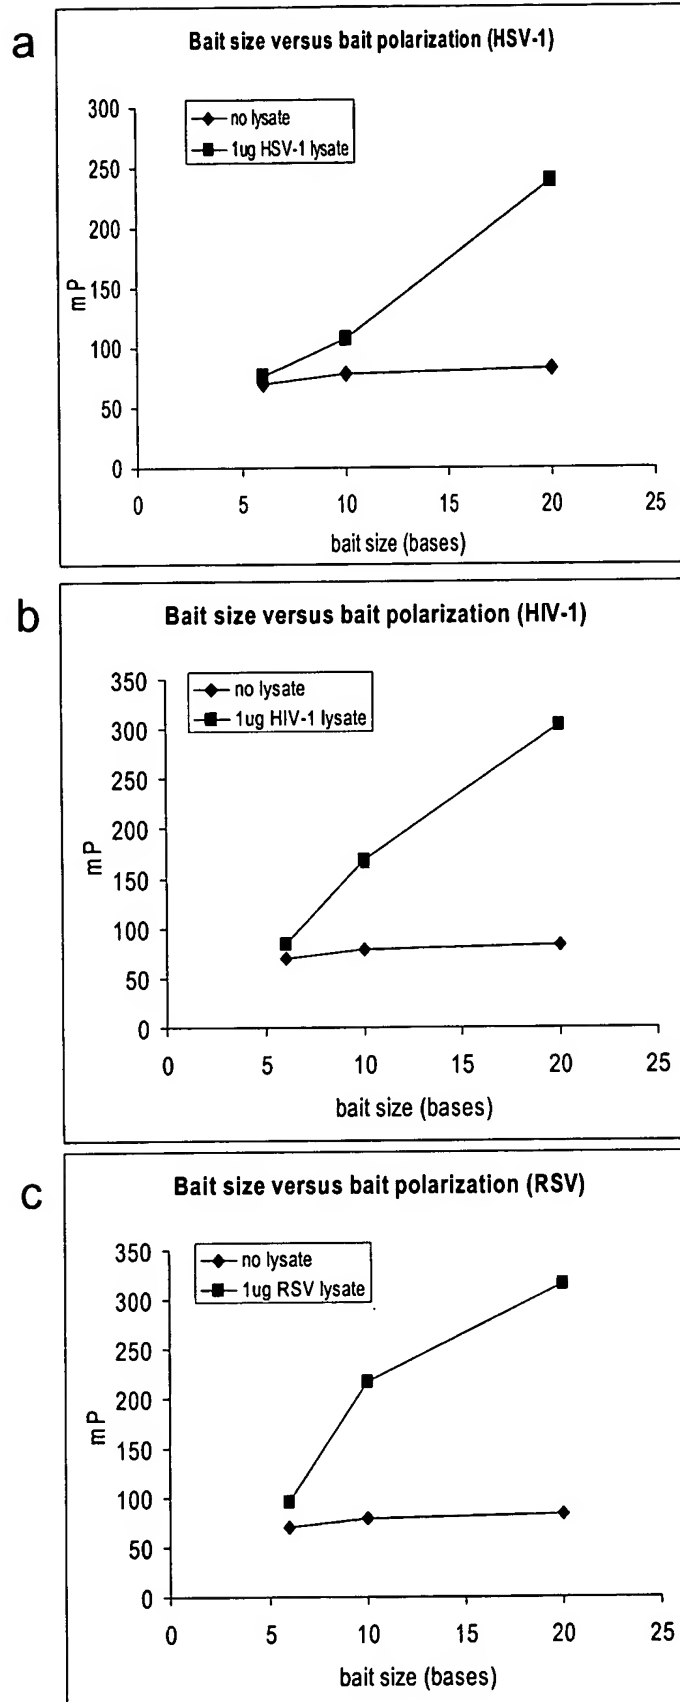 a
Bait size versus bait polarization (HSV-1)
no lysate
1ug HSV-1 lysate
300
250
200
150
100
50
0
mP
0 5 10 15 20 25
bait size (bases)
b
Bait size versus bait polarization (HIV-1)
no lysate
1ug HIV-1 lysate
350
300
250
200
150
100
50
0
mP
0 5 10 15 20 25
bait size (bases)
c
Bait size versus bait polarization (RSV)
no lysate
1ug RSV lysate
350
300
250
200
150
100
50
0
mP
0 5 10 15 20 25
bait size (bases)